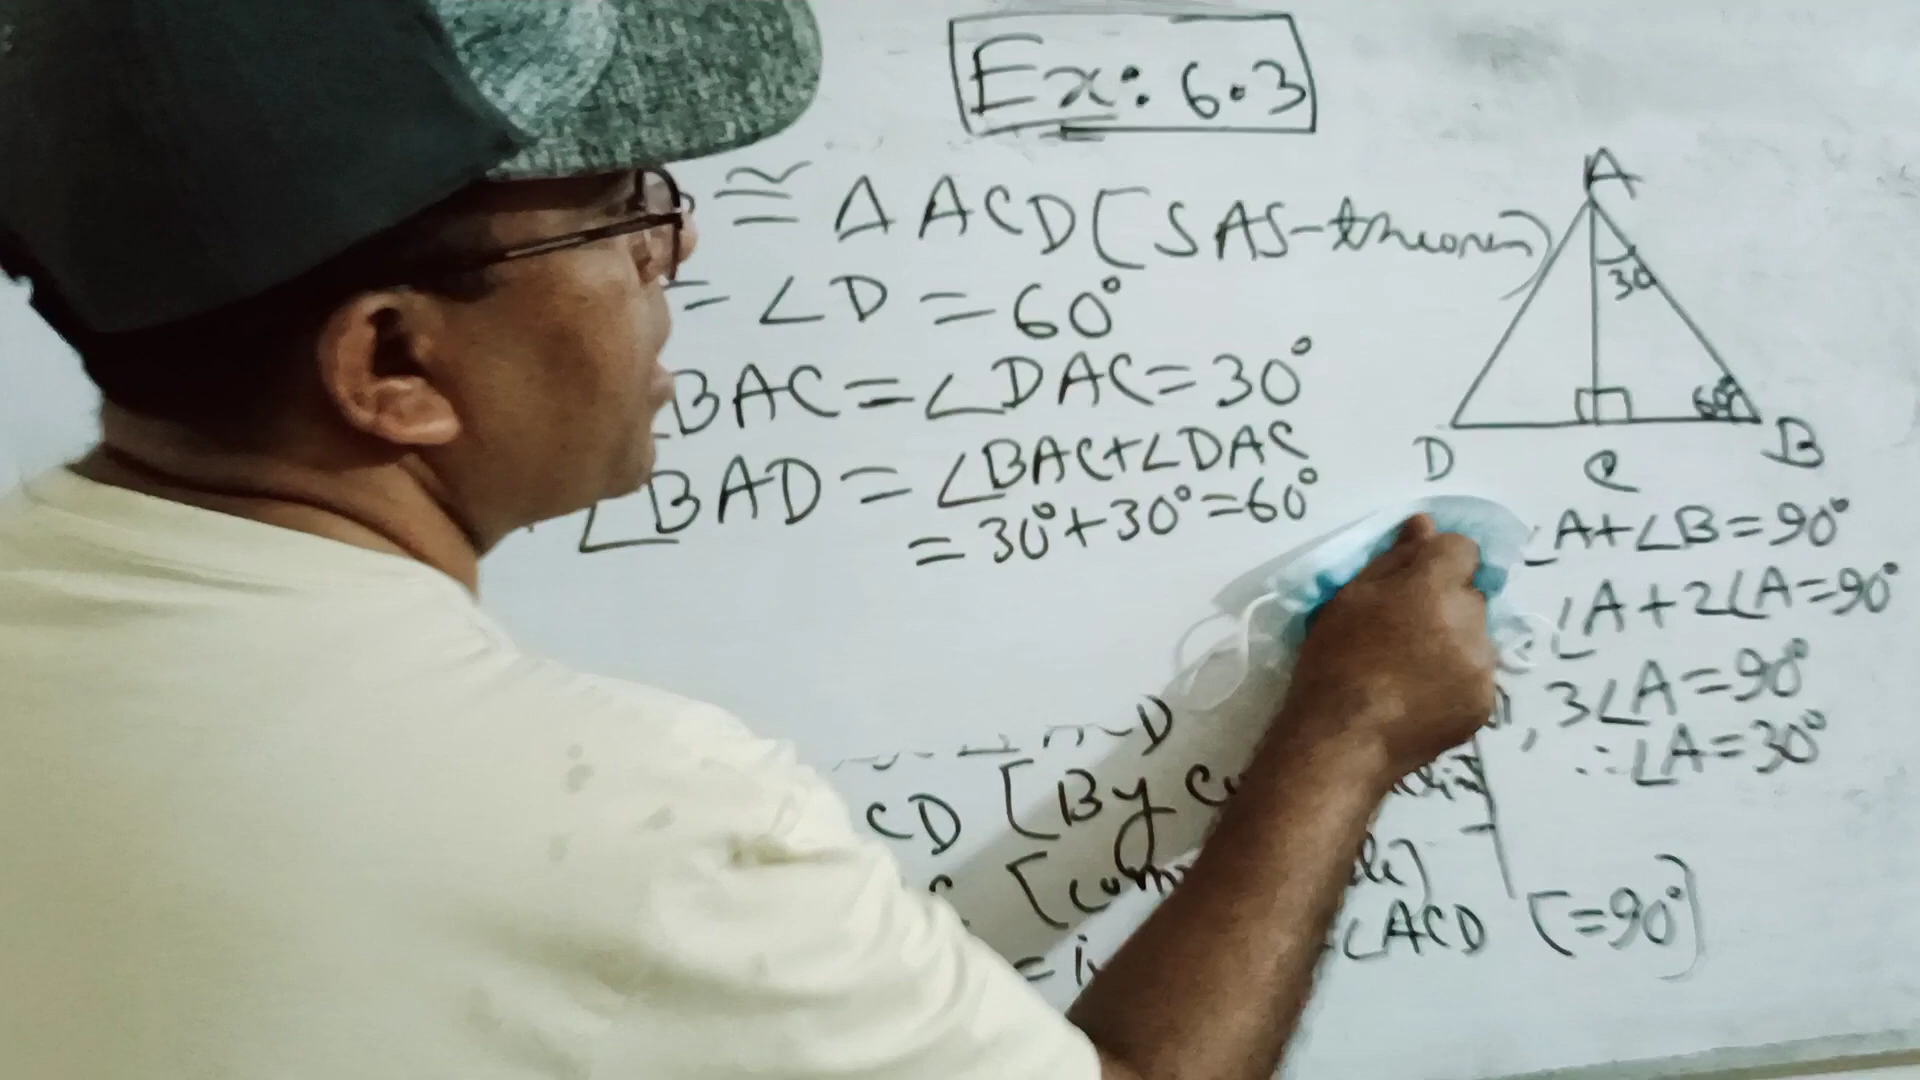 Ex: 6.3
≅ Δ ACD [SAS-theorem]
= ∠D = 60°
BAC = ∠DAC = 30°
∠BAD = ∠BAC+∠DAC
= 30°+30°=60°
A
30
60°
D C B
∠A+∠B=90°
∠A+2∠A=90°
, 3∠A=90°
∴ ∠A=30°
D
CD [By
=
∠ACD [=90°]